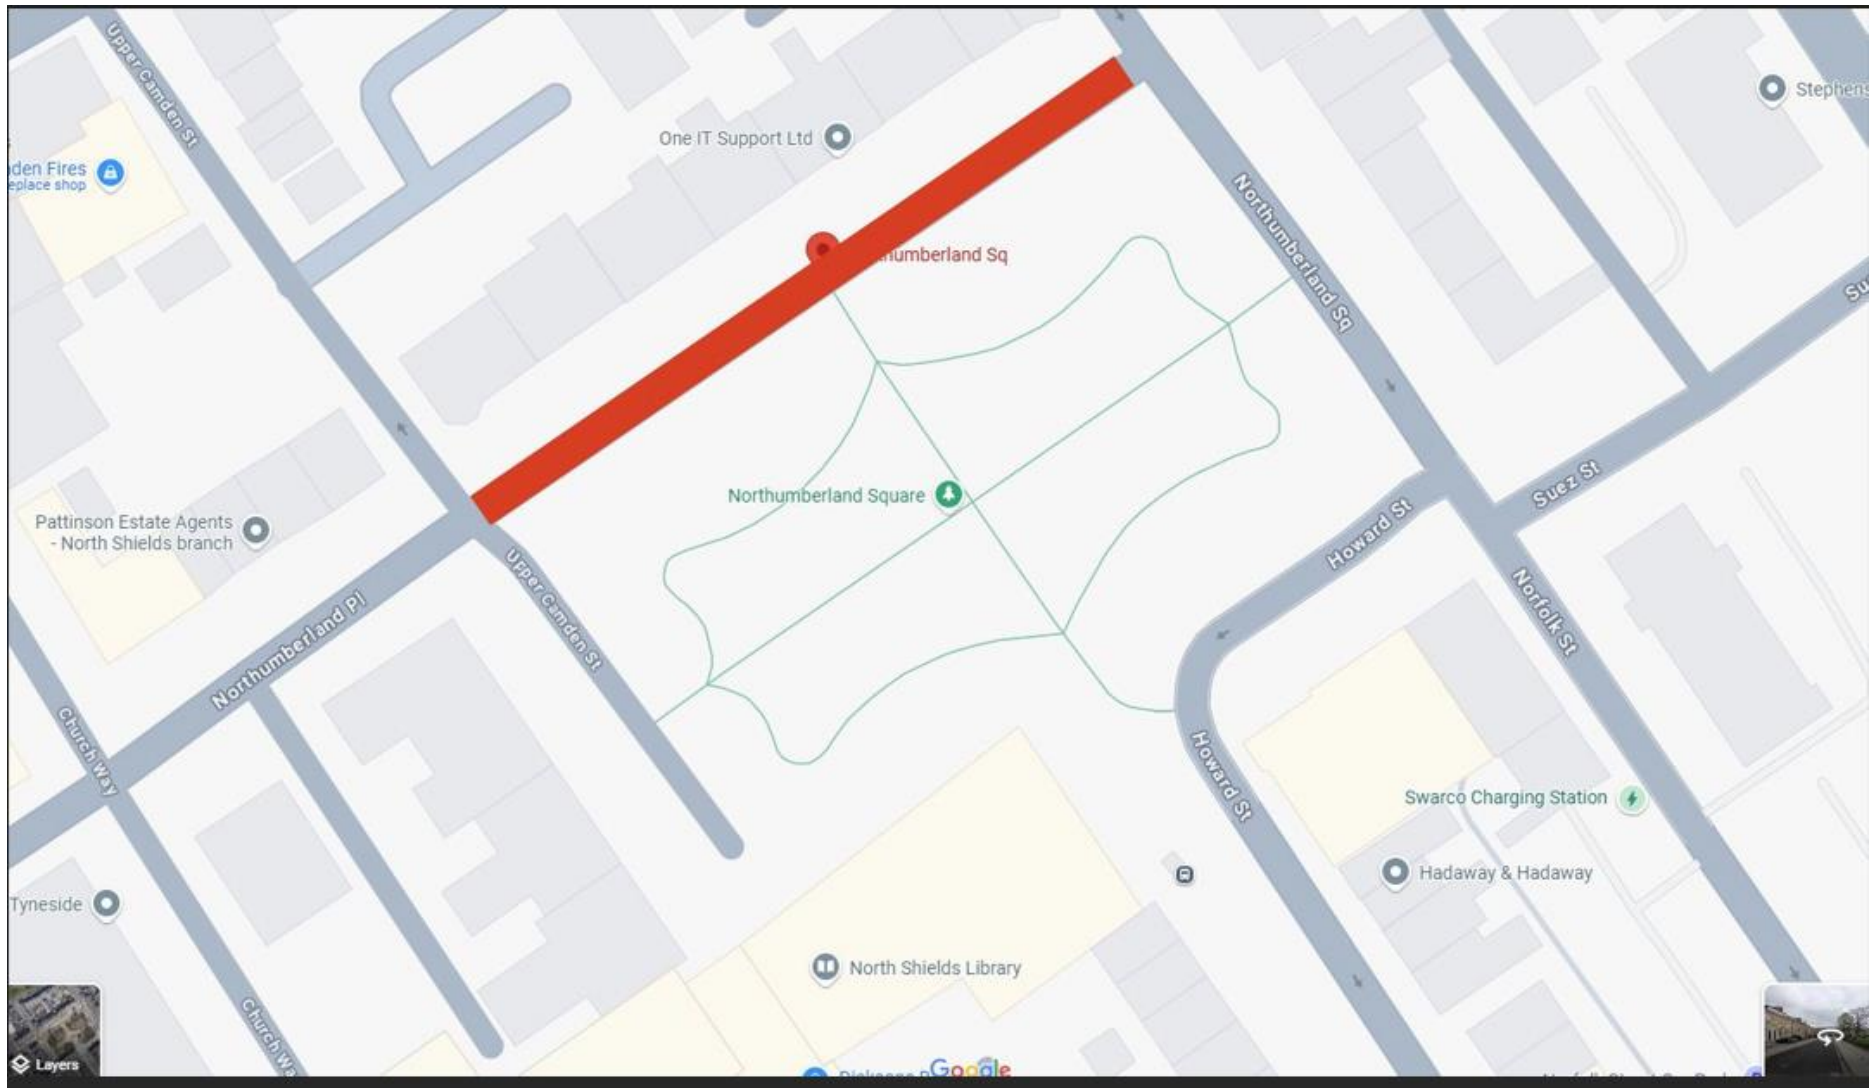 Upper Camden St
One IT Support Ltd
Stephens
den Fires
eplace shop
Northumberland Sq
humberland Sq
Su
Northumberland Square
Pattinson Estate Agents
- North Shields branch
Suez St
Howard St
Upper Camden St
Norfolk St
Northumberland Pl
Church Way
Howard St
Swarco Charging Station
Hadaway & Hadaway
Tyneside
North Shields Library
Church Wa
Layers
Google